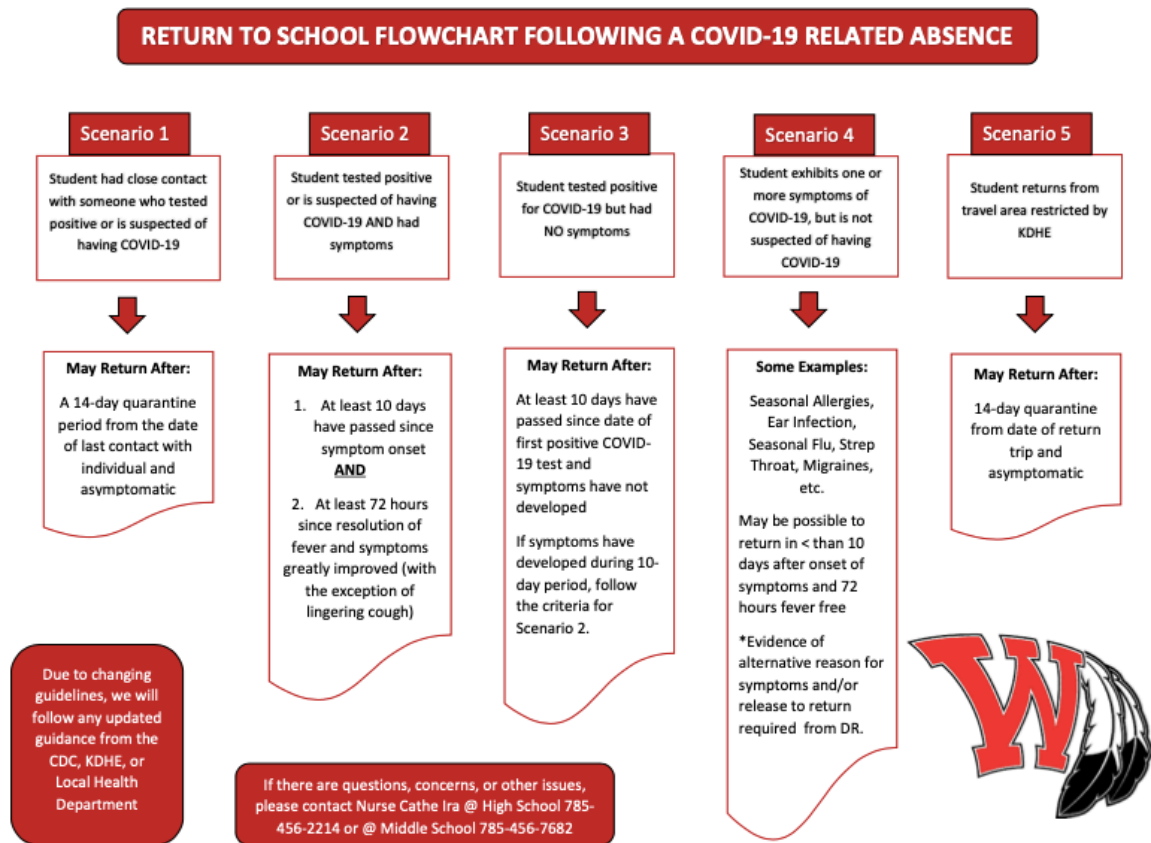 RETURN TO SCHOOL FLOWCHART FOLLOWING A COVID-19 RELATED ABSENCE
Scenario 1
Student had close contact
with someone who tested
positive or is suspected of
having COVID-19
May Return After:
A 14-day quarantine
period from the date
of last contact with
individual and
asymptomatic
Scenario 2
Student tested positive
or is suspected of having
COVID-19 AND had
symptoms
May Return After:
1. At least 10 days
have passed since
symptom onset
AND
2. At least 72 hours
since resolution of
fever and symptoms
greatly improved (with
the exception of
lingering cough)
Scenario 3
Student tested positive
for COVID-19 but had
NO symptoms
May Return After:
At least 10 days have
passed since date of
first positive COVID-
19 test and
symptoms have not
developed
If symptoms have
developed during 10-
day period, follow
the criteria for
Scenario 2.
Scenario 4
Student exhibits one or
more symptoms of
COVID-19, but is not
suspected of having
COVID-19
Some Examples:
Seasonal Allergies,
Ear Infection,
Seasonal Flu, Strep
Throat, Migraines,
etc.
May be possible to
return in < than 10
days after onset of
symptoms and 72
hours fever free
*Evidence of
alternative reason for
symptoms and/or
release to return
required from DR.
Scenario 5
Student returns from
travel area restricted by
KDHE
May Return After:
14-day quarantine
from date of return
trip and
asymptomatic
Due to changing
guidelines, we will
follow any updated
guidance from the
CDC, KDHE, or
Local Health
Department
If there are questions, concerns, or other issues,
please contact Nurse Cathe Ira @ High School 785-
456-2214 or @ Middle School 785-456-7682
W